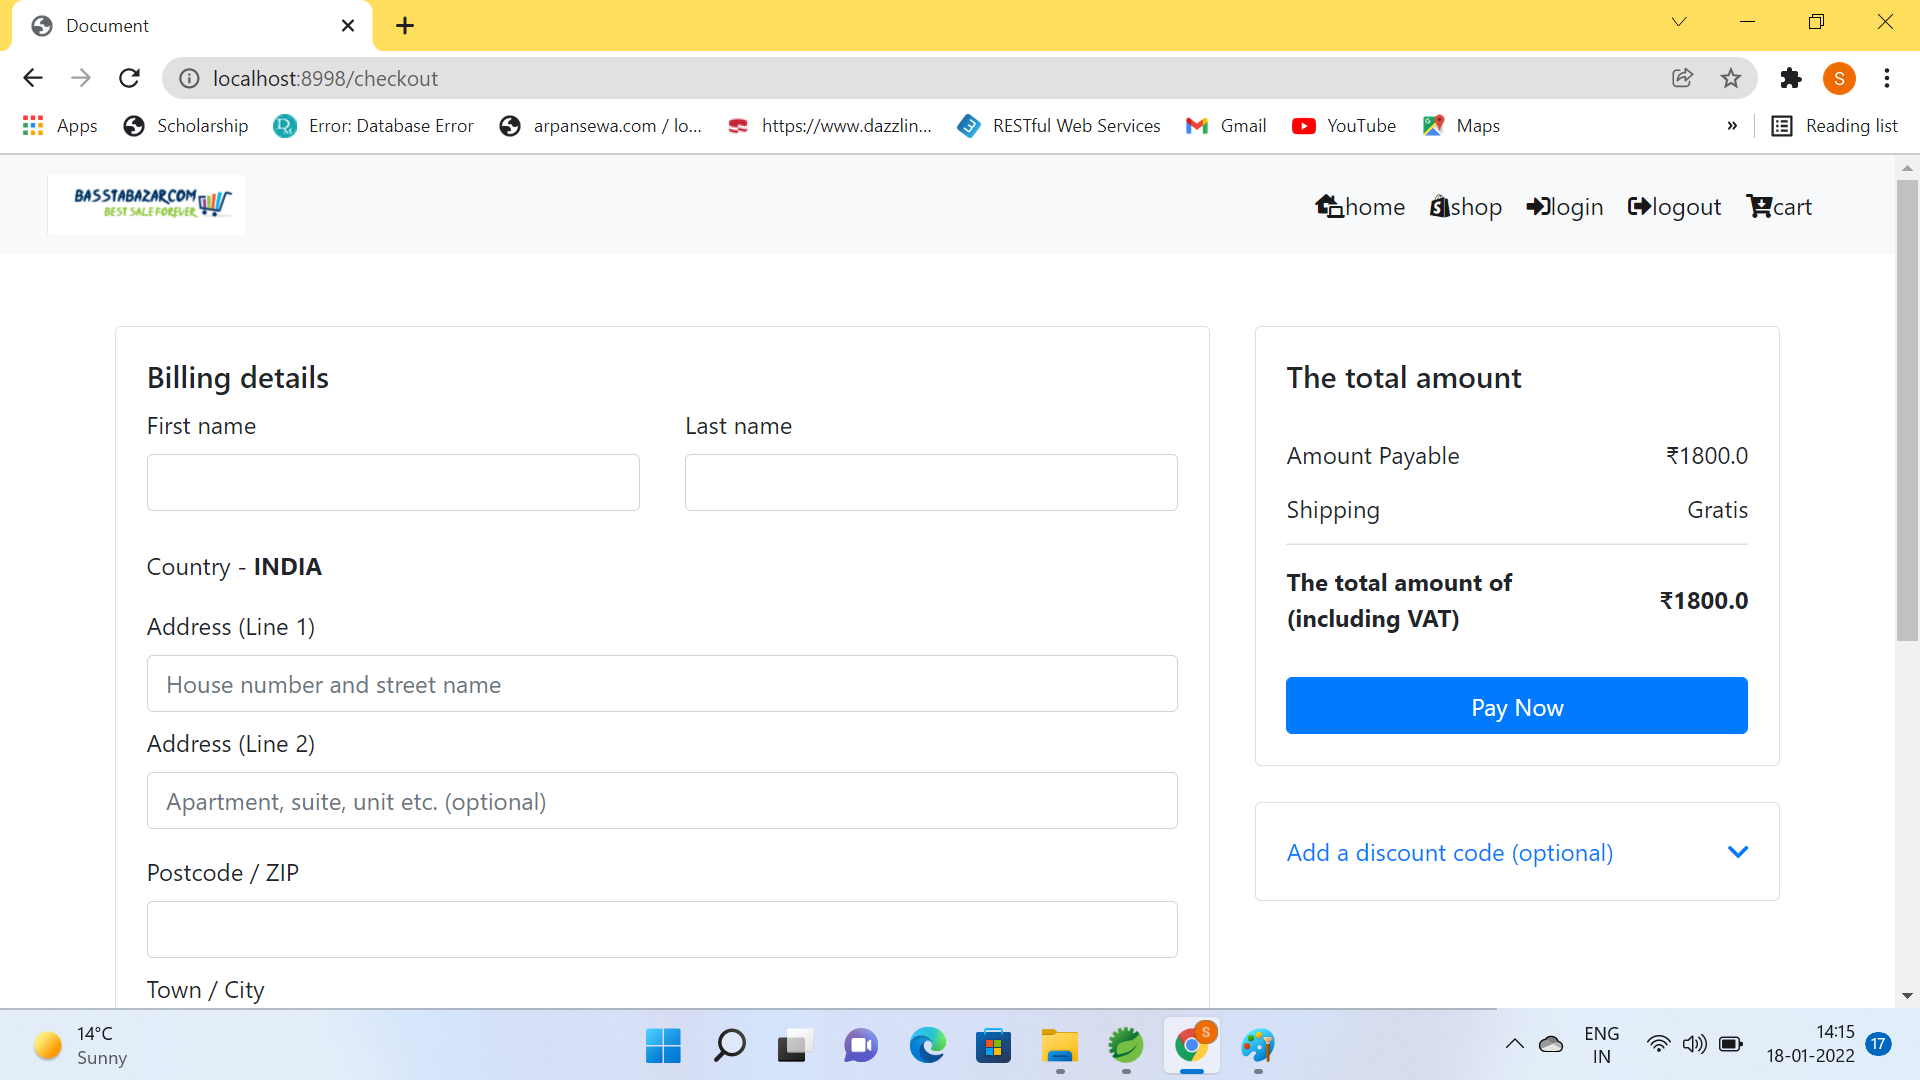 Document
localhost:8998/checkout
S
Apps
Scholarship
Error: Database Error
arpansewa.com / lo...
https://www.dazzlin...
RESTful Web Services
Gmail
YouTube
Maps
»
Reading list
BASSTABAZAR.COM
BEST SALE FOREVER
home
shop
login
logout
cart
Billing details
First name
Last name
Country - INDIA
Address (Line 1)
House number and street name
Address (Line 2)
Apartment, suite, unit etc. (optional)
Postcode / ZIP
Town / City
The total amount
Amount Payable ₹1800.0
Shipping Gratis
The total amount of
(including VAT)
₹1800.0
Pay Now
Add a discount code (optional)
14°C
Sunny
S
ENG
IN
14:15
18-01-2022
17